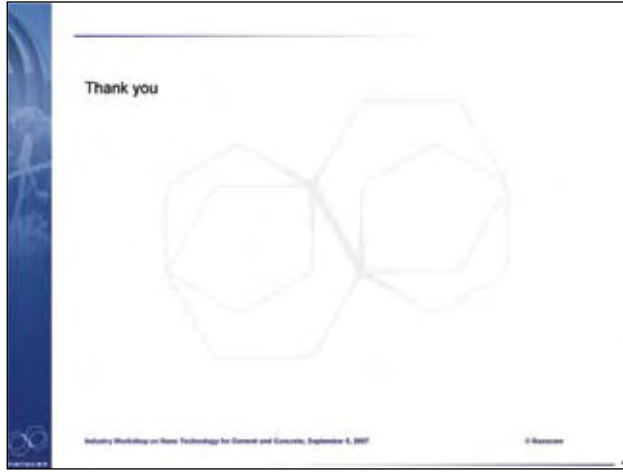 Thank you
Industry Workshop on Nano Technology for Cement and Concrete, September 5, 2007
© Nanocem